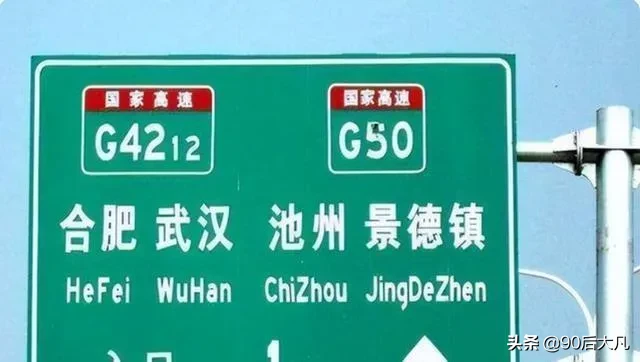 国家高速 国家高速
G4212 G50
合肥 武汉 池州 景德镇
HeFei WuHan ChiZhou JingDeZhen
1
头条 @90后大凡